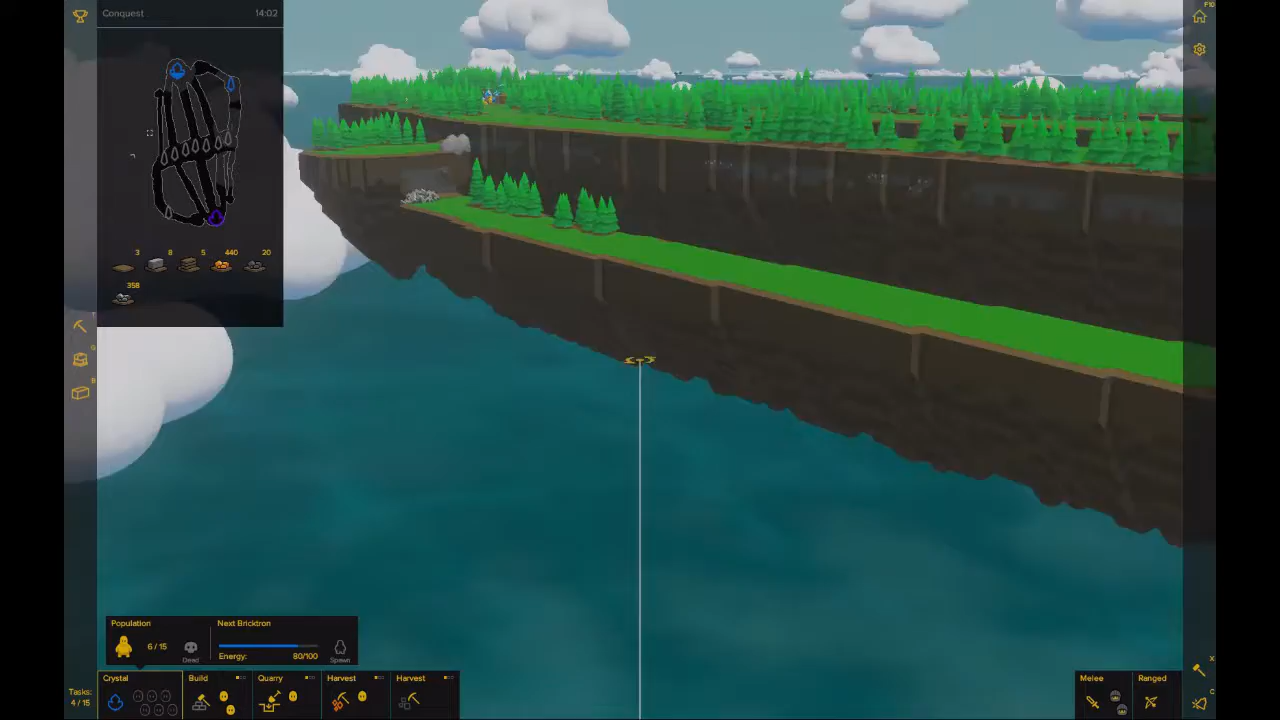 Conquest 14:02
F10
3 8 5 440 20
358
T
G
B
Population Next Bricktron
6 / 15
Dead Energy: 80/100 Spawn
X
C
Crystal Build Quarry Harvest Harvest
Tasks:
4 / 15
Melee Ranged